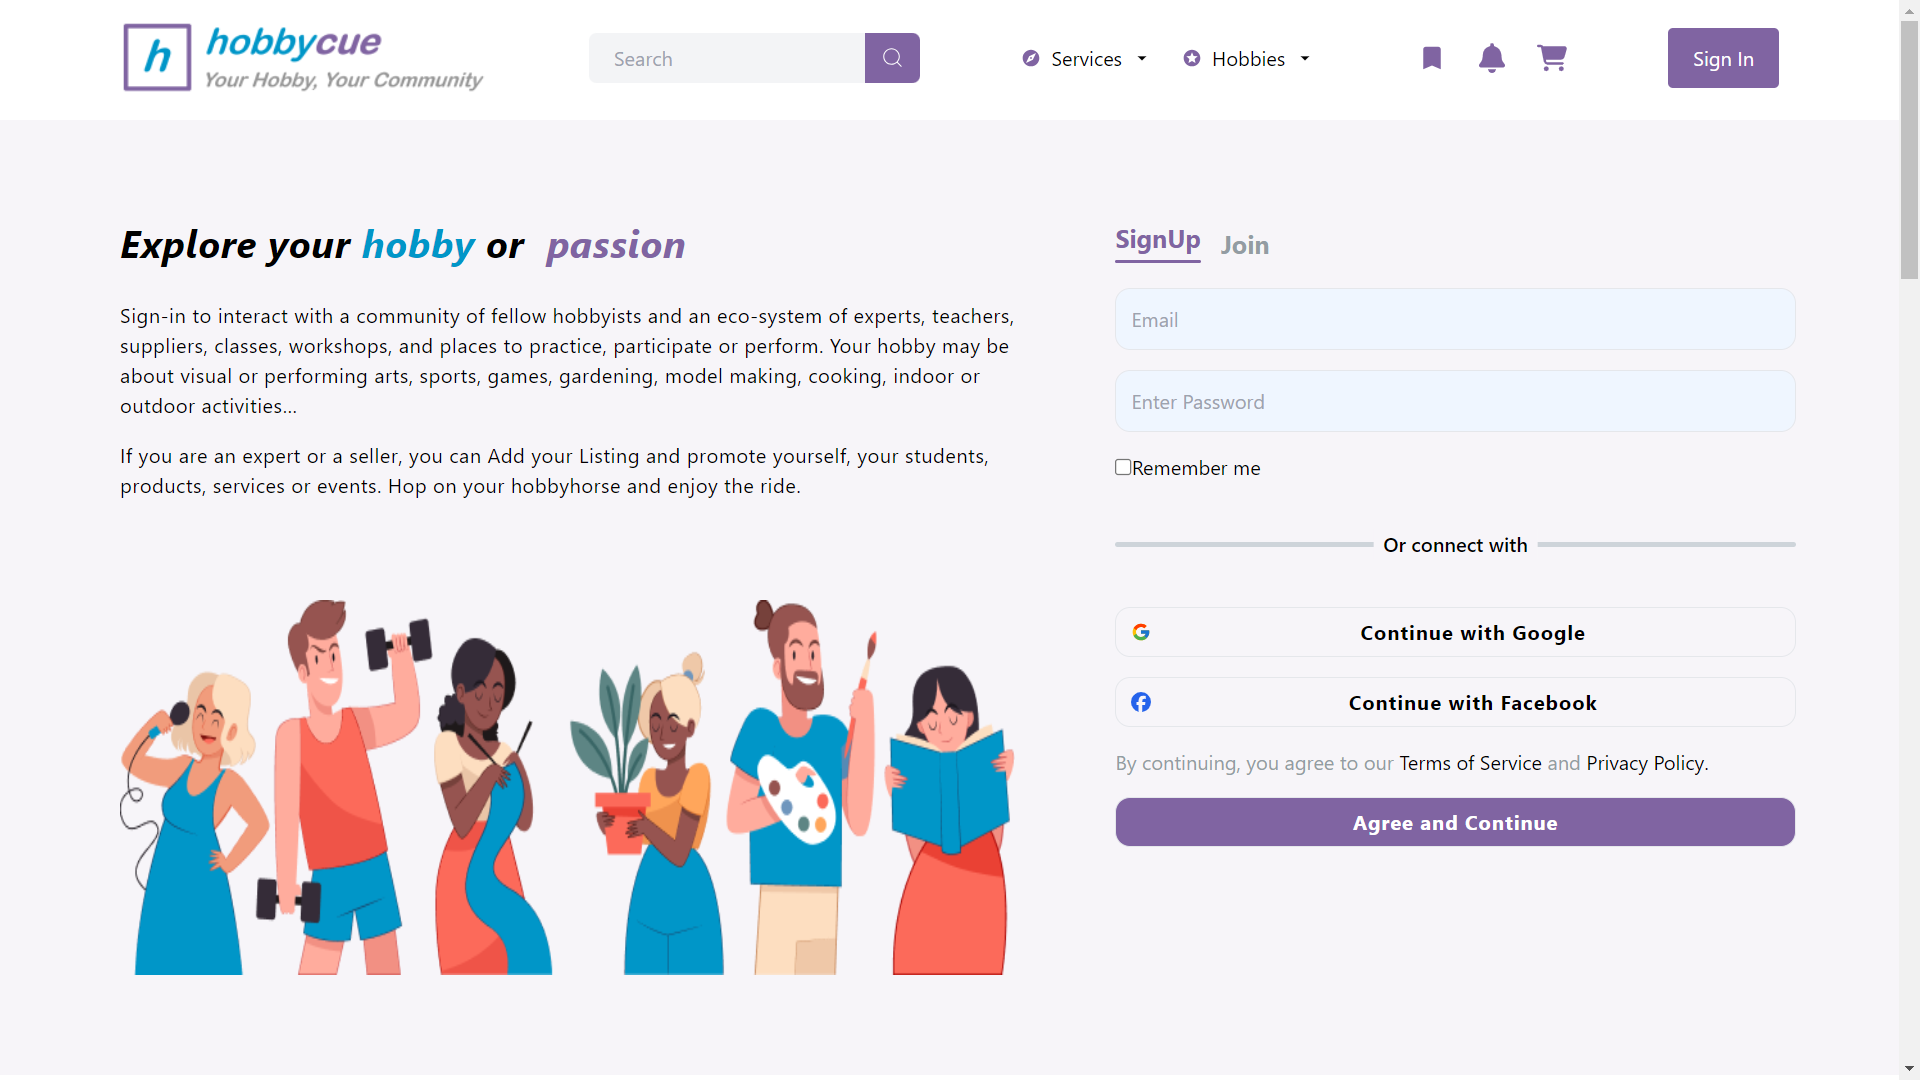 h hobbycue
Your Hobby, Your Community
Search
Services
Hobbies
Sign In
Explore your hobby or passion
Sign-in to interact with a community of fellow hobbyists and an eco-system of experts, teachers,
suppliers, classes, workshops, and places to practice, participate or perform. Your hobby may be
about visual or performing arts, sports, games, gardening, model making, cooking, indoor or
outdoor activities...
If you are an expert or a seller, you can Add your Listing and promote yourself, your students,
products, services or events. Hop on your hobbyhorse and enjoy the ride.
SignUp Join
Email
Enter Password
Remember me
Or connect with
Continue with Google
Continue with Facebook
By continuing, you agree to our Terms of Service and Privacy Policy.
Agree and Continue